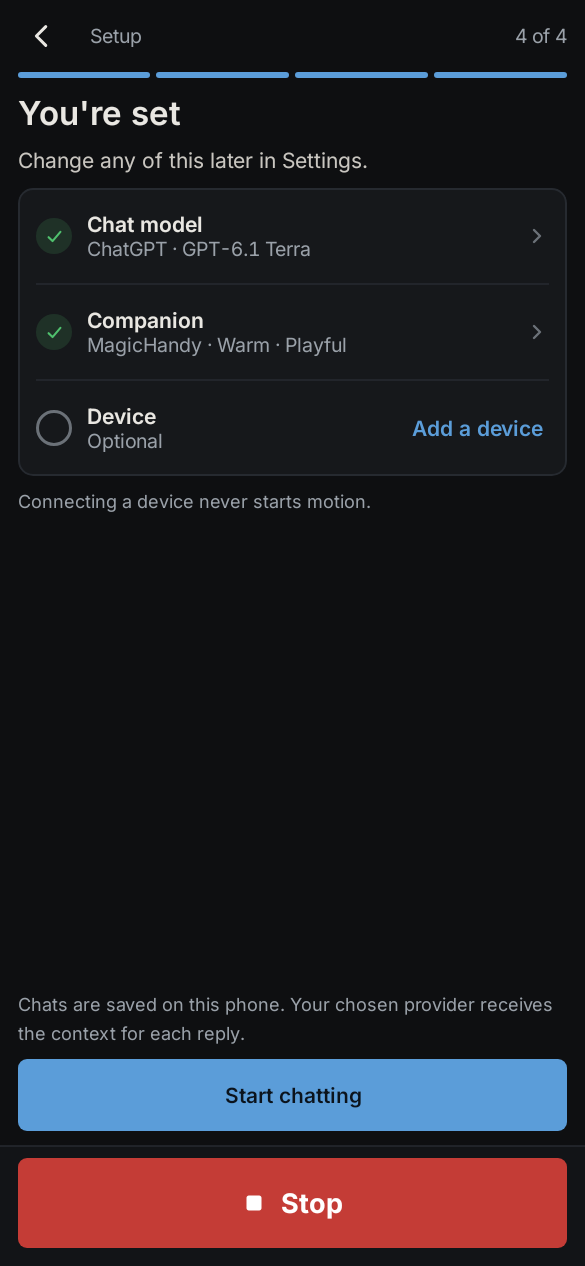 Setup
4 of 4
You're set
Change any of this later in Settings.
Chat model
ChatGPT · GPT-6.1 Terra
Companion
MagicHandy · Warm · Playful
Device
Optional
Add a device
Connecting a device never starts motion.
Chats are saved on this phone. Your chosen provider receives
the context for each reply.
Start chatting
Stop